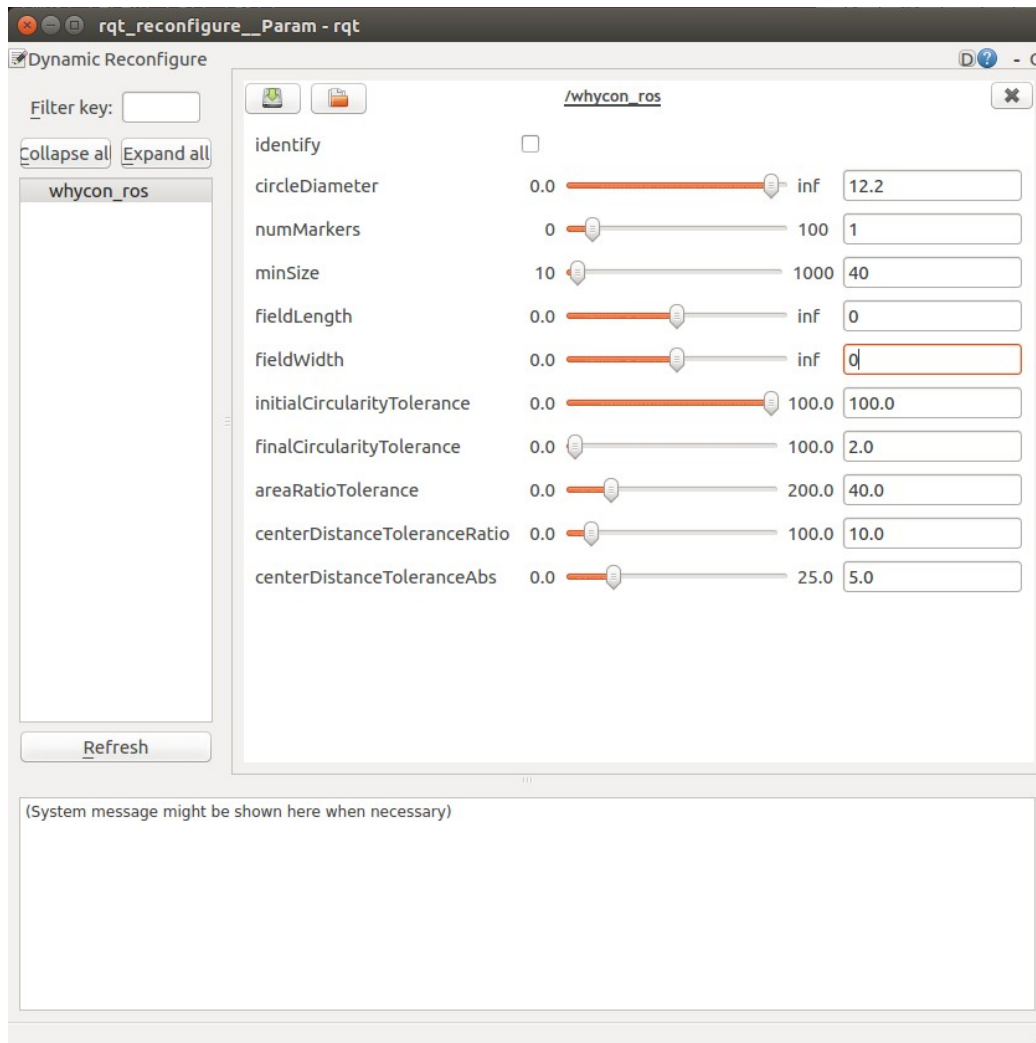 rqt_reconfigure__Param - rqt
Dynamic Reconfigure
D? - 
Filter key:
Collapse all Expand all
whycon_ros
Refresh
/whycon_ros
identify
circleDiameter 0.0 inf 12.2
numMarkers 0 100 1
minSize 10 1000 40
fieldLength 0.0 inf 0
fieldWidth 0.0 inf 0
initialCircularityTolerance 0.0 100.0 100.0
finalCircularityTolerance 0.0 100.0 2.0
areaRatioTolerance 0.0 200.0 40.0
centerDistanceToleranceRatio 0.0 100.0 10.0
centerDistanceToleranceAbs 0.0 25.0 5.0
(System message might be shown here when necessary)